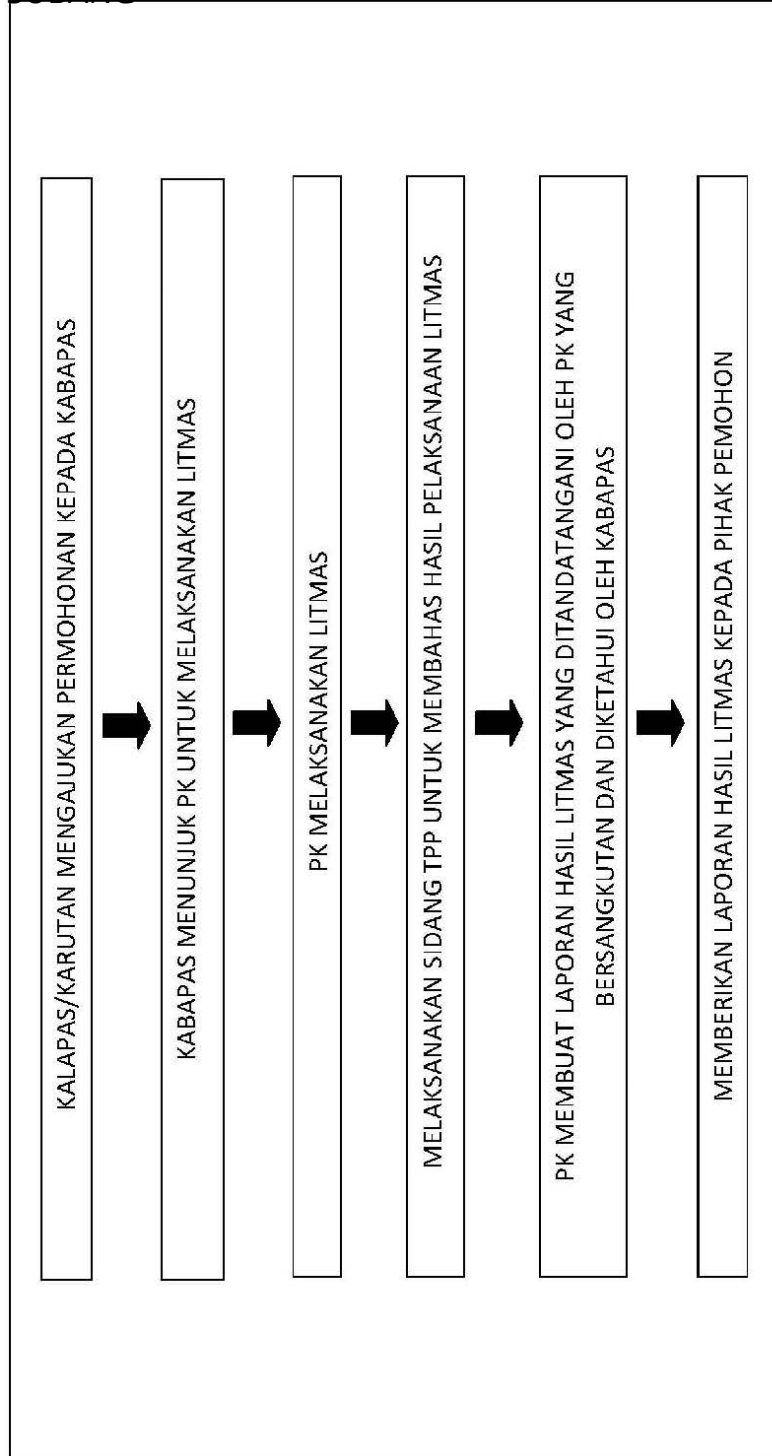 KALAPAS/KARUTAN MENGAJUKAN PERMOHONAN KEPADA KABAPAS
KABAPAS MENUNJUK PK UNTUK MELAKSANAKAN LITMAS
PK MELAKSANAKAN LITMAS
MELAKSANAKAN SIDANG TPP UNTUK MEMBAHAS HASIL PELAKSANAAN LITMAS
PK MEMBUAT LAPORAN HASIL LITMAS YANG DITANDATANGANI OLEH PK YANG
BERSANGKUTAN DAN DIKETAHUI OLEH KABAPAS
MEMBERIKAN LAPORAN HASIL LITMAS KEPADA PIHAK PEMOHON